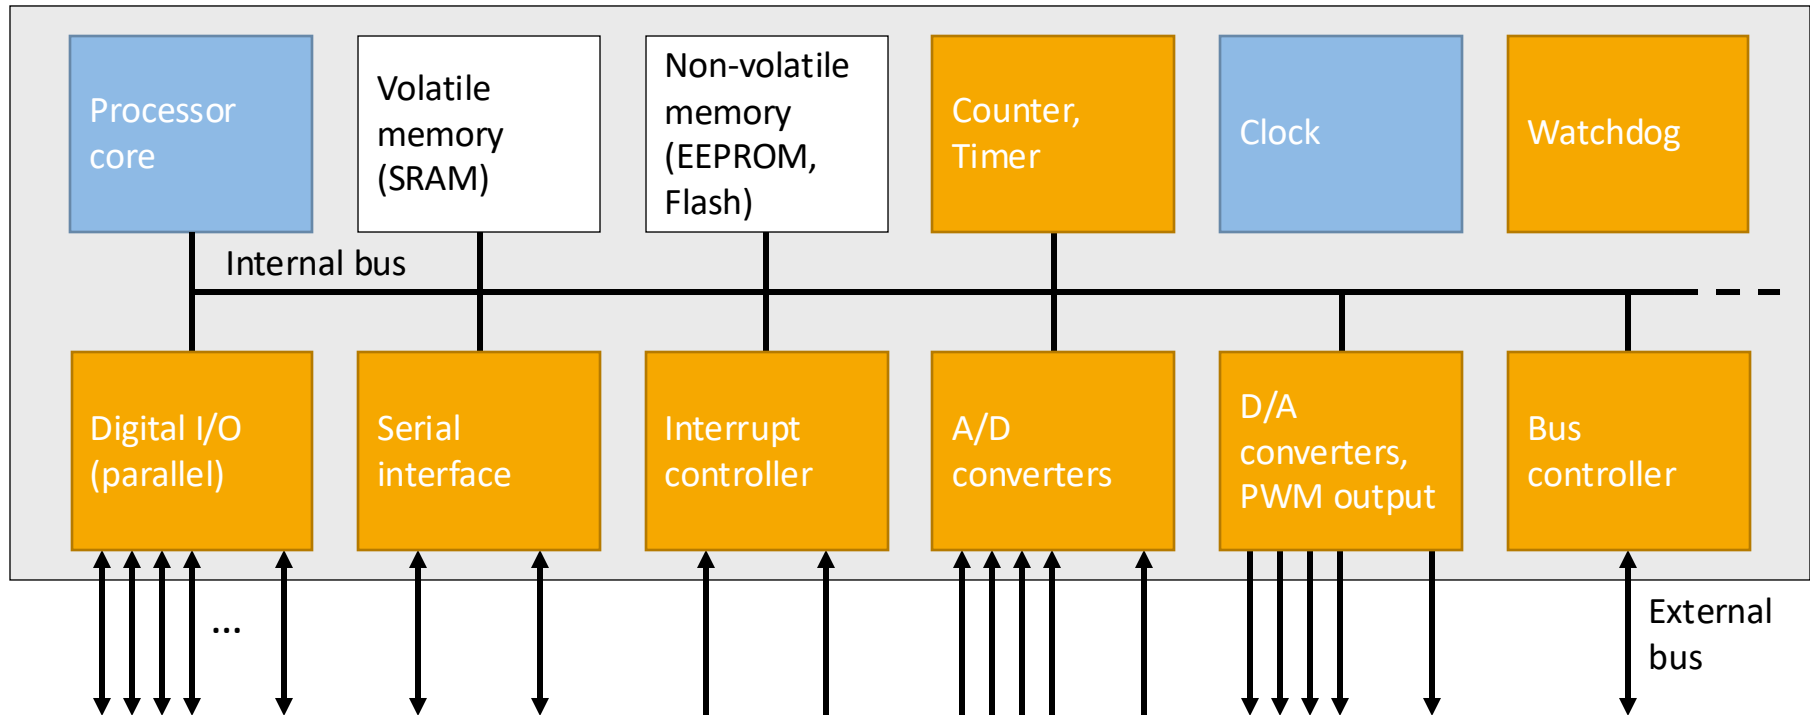 Processor
core
Volatile
memory
(SRAM)
Non-volatile
memory
(EEPROM,
Flash)
Counter,
Timer
Clock
Watchdog
Internal bus
Digital I/O
(parallel)
Serial
interface
Interrupt
controller
A/D
converters
D/A
converters,
PWM output
Bus
controller
...
External
bus